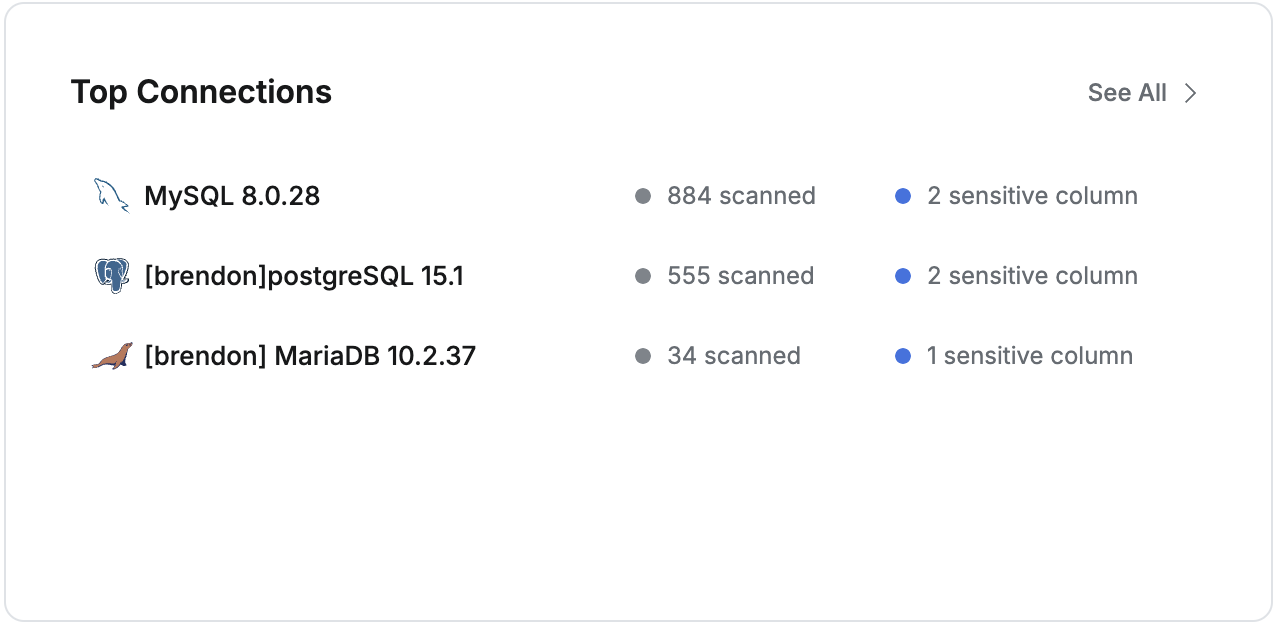 Top Connections See All
MySQL 8.0.28 884 scanned 2 sensitive column
[brendon]postgreSQL 15.1 555 scanned 2 sensitive column
[brendon] MariaDB 10.2.37 34 scanned 1 sensitive column